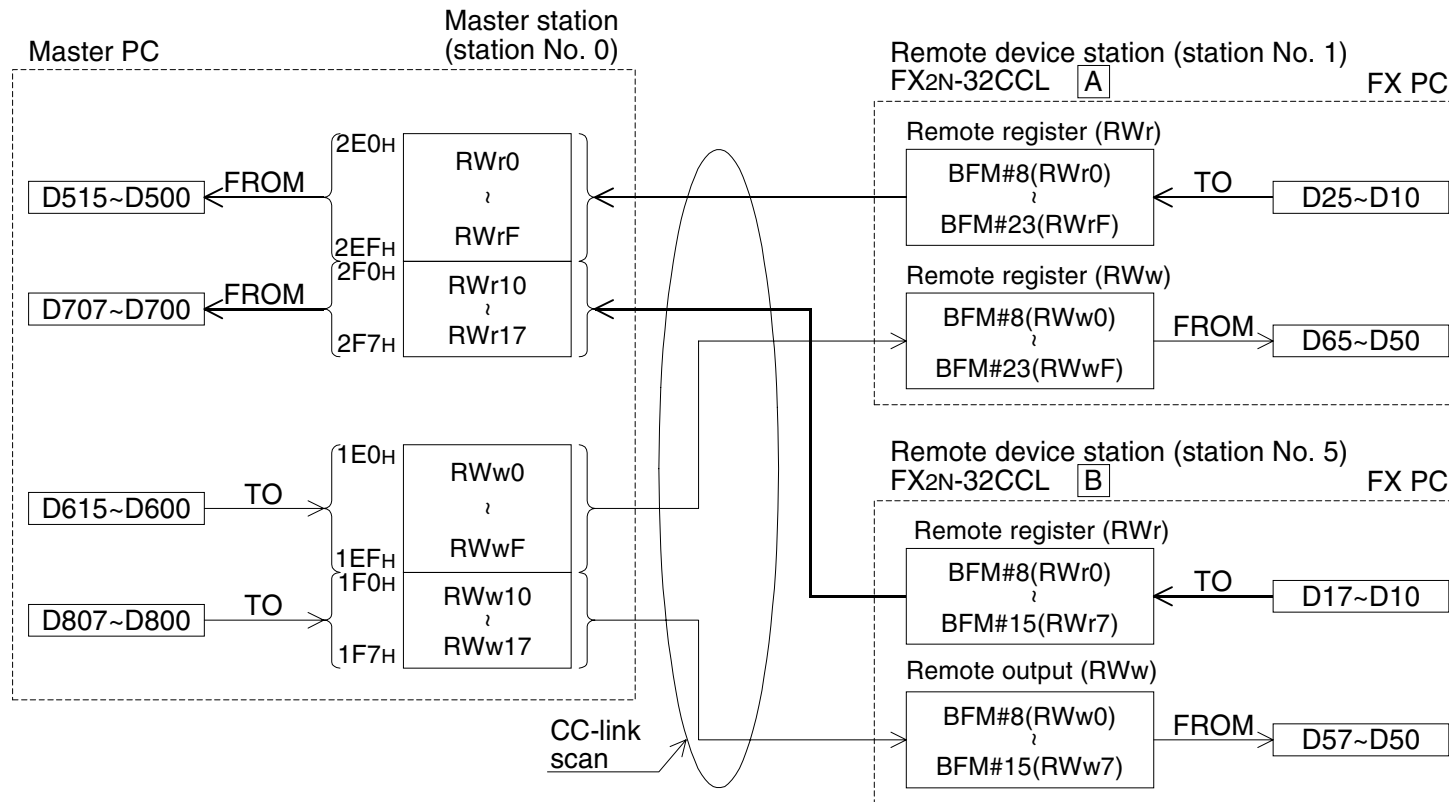 Master PC
Master station
(station No. 0)
2E0H
RWr0
~
RWrF
2EFH
D515~D500
FROM
2F0H
RWr10
~
RWr17
2F7H
D707~D700
FROM
1E0H
RWw0
~
RWwF
1EFH
D615~D600
TO
1F0H
RWw10
~
RWw17
1F7H
D807~D800
TO
CC-link
scan
Remote device station (station No. 1)
FX2N-32CCL A FX PC
Remote register (RWr)
BFM#8(RWr0)
~
BFM#23(RWrF)
TO
D25~D10
Remote register (RWw)
BFM#8(RWw0)
~
BFM#23(RWwF)
FROM
D65~D50
Remote device station (station No. 5)
FX2N-32CCL B FX PC
Remote register (RWr)
BFM#8(RWr0)
~
BFM#15(RWr7)
TO
D17~D10
Remote output (RWw)
BFM#8(RWw0)
~
BFM#15(RWw7)
FROM
D57~D50